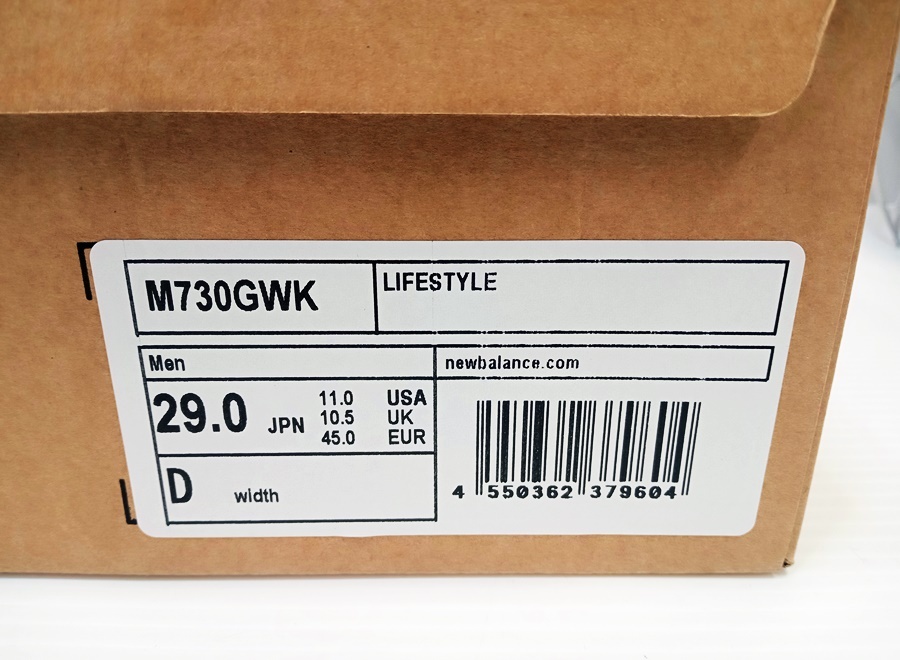 M730GWK
LIFESTYLE
Men
newbalance.com
29.0 JPN
11.0 USA
10.5 UK
45.0 EUR
D width
4 550362 379604